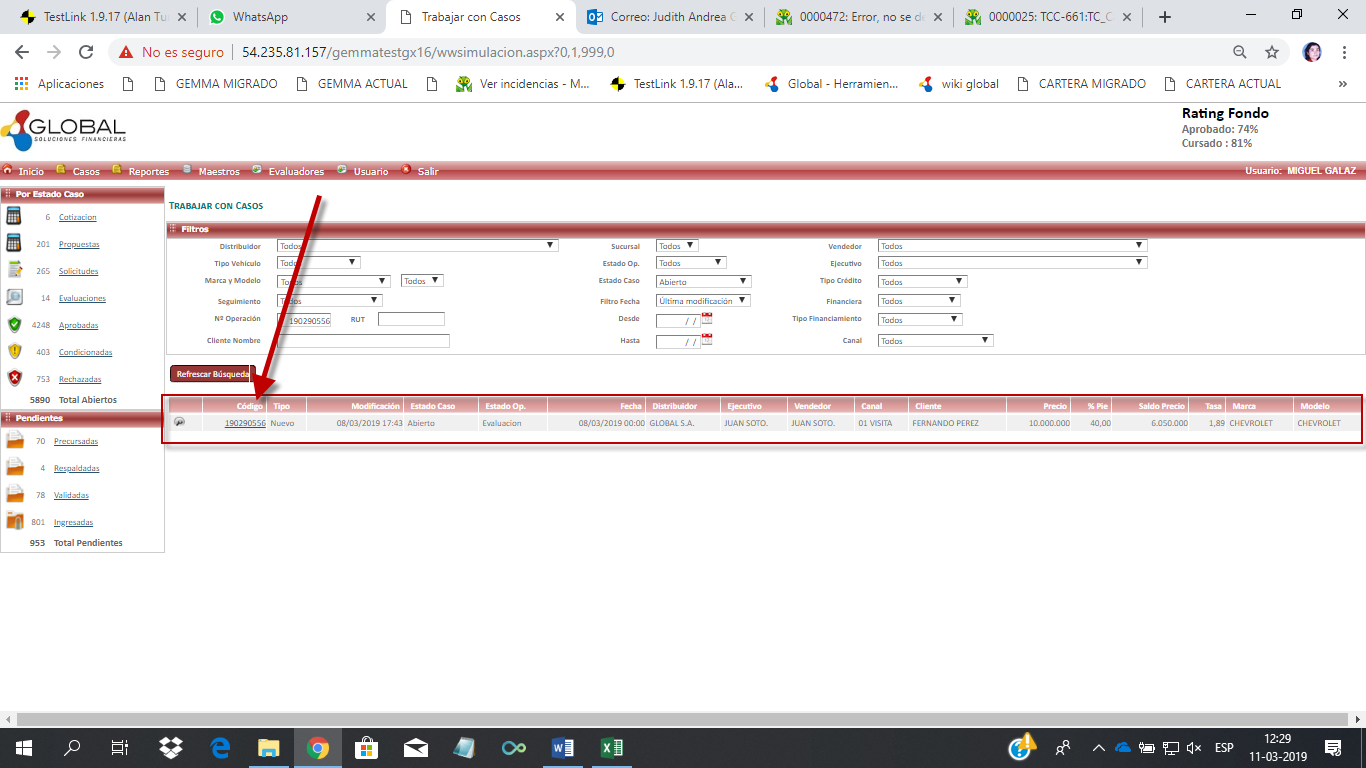 TestLink 1.9.17 (Alan Tu
WhatsApp
Trabajar con Casos
Correo: Judith Andrea G
0000472: Error, no se de
0000025: TCC-661:TC_C
No es seguro
54.235.81.157/gemmatestgx16/wwsimulacion.aspx?0,1,999,0
Aplicaciones
GEMMA MIGRADO
GEMMA ACTUAL
Ver incidencias - M...
TestLink 1.9.17 (Ala...
Global - Herramien...
wiki global
CARTERA MIGRADO
CARTERA ACTUAL
»
GLOBAL
SOLUCIONES FINANCIERAS
Rating Fondo
Aprobado: 74%
Cursado : 81%
Inicio Casos Reportes Maestros Evaluadores Usuario Salir
Usuario: MIGUEL GALAZ
Por Estado Caso
6 Cotizacion
201 Propuestas
265 Solicitudes
14 Evaluaciones
4248 Aprobadas
403 Condicionadas
753 Rechazadas
5890 Total Abiertos
Pendientes
70 Precursadas
4 Respaldadas
78 Validadas
801 Ingresadas
953 Total Pendientes
TRABAJAR CON CASOS
Filtros
Distribuidor Todos Sucursal Todos Vendedor Todos
Tipo Vehículo Todos Estado Op. Todos Ejecutivo Todos
Marca y Modelo Todos Todos Estado Caso Abierto Tipo Crédito Todos
Seguimiento Todos Filtro Fecha Última modificación Financiera Todos
Nº Operación 190290556 RUT Desde / / Tipo Financiamiento Todos
Cliente Nombre Hasta / / Canal Todos
Refrescar Búsqueda
Código Tipo Modificación Estado Caso Estado Op. Fecha Distribuidor Ejecutivo Vendedor Canal Cliente Precio % Pie Saldo Precio Tasa Marca Modelo
190290556 Nuevo 08/03/2019 17:43 Abierto Evaluacion 08/03/2019 00:00 GLOBAL S.A. JUAN SOTO. JUAN SOTO. 01 VISITA FERNANDO PEREZ 10.000.000 40,00 6.050.000 1,89 CHEVROLET CHEVROLET
ESP
12:29
11-03-2019